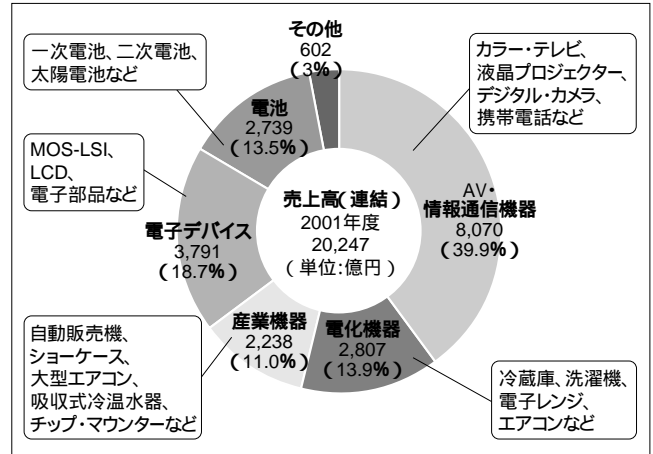 その他
602
(3%)
一次電池、二次電池、
太陽電池など
カラー・テレビ、
液晶プロジェクター、
デジタル・カメラ、
携帯電話など
電池
2,739
(13.5%)
MOS-LSI、
LCD、
電子部品など
売上高(連結)
2001年度
20,247
(単位:億円)
AV・
情報通信機器
8,070
(39.9%)
電子デバイス
3,791
(18.7%)
産業機器
2,238
(11.0%)
電化機器
2,807
(13.9%)
自動販売機、
ショーケース、
大型エアコン、
吸収式冷温水器、
チップ・マウンターなど
冷蔵庫、洗濯機、
電子レンジ、
エアコンなど